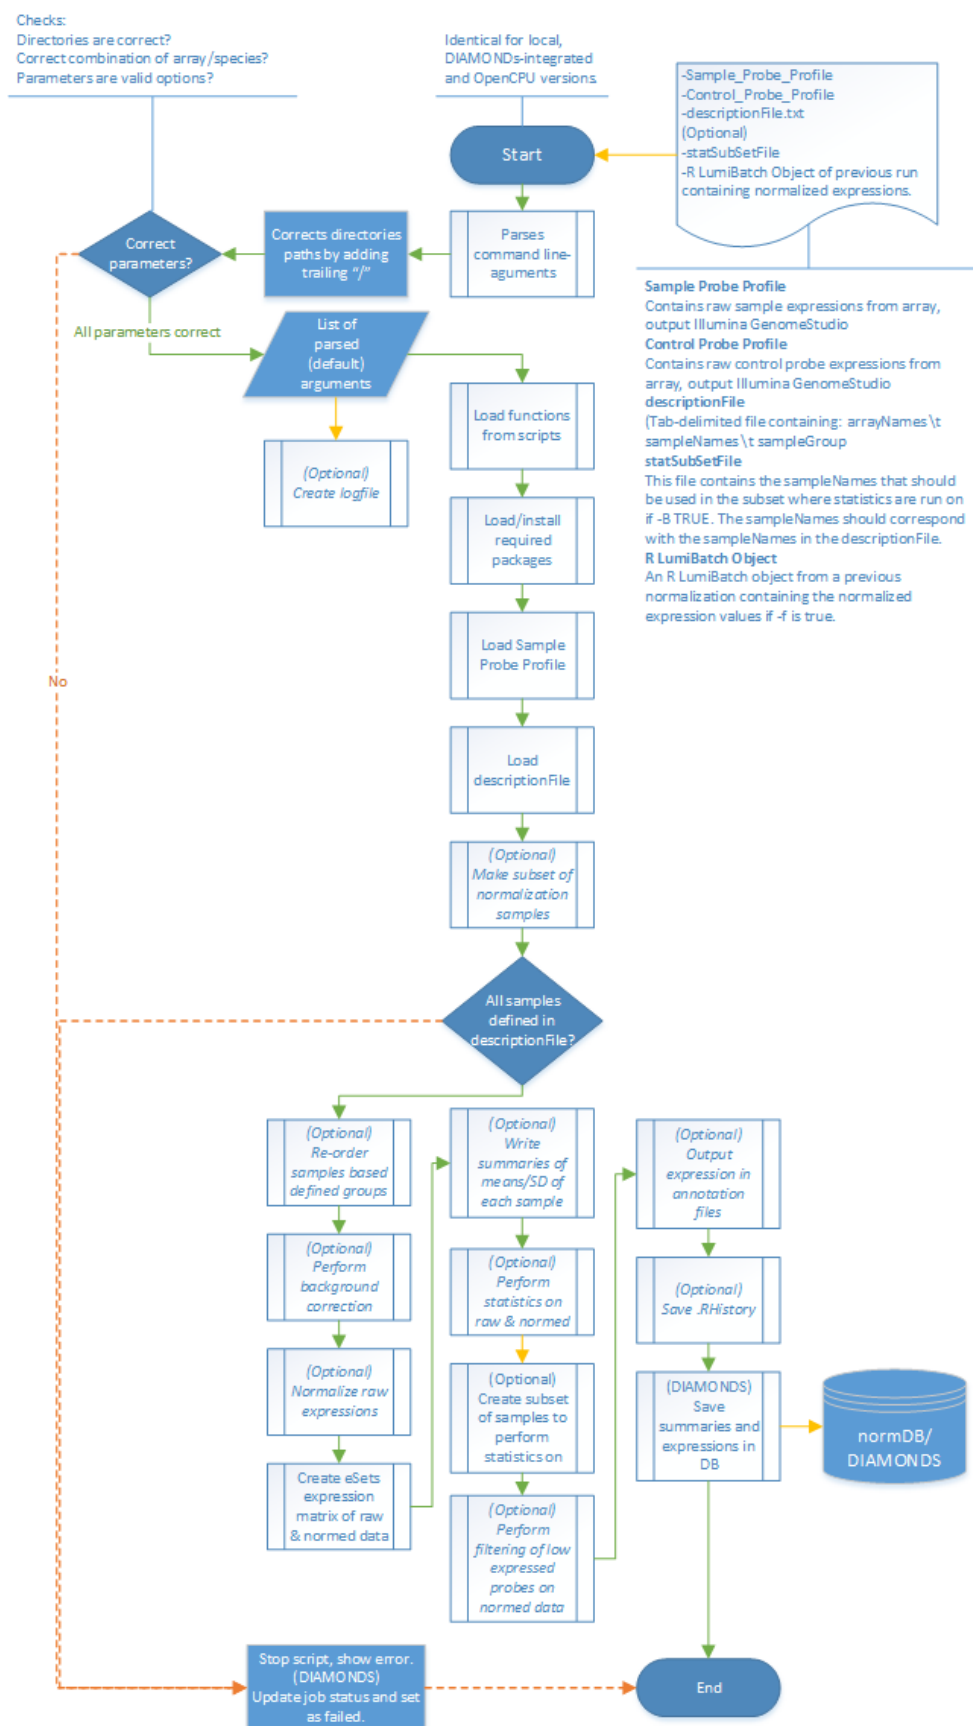 Checks:
Directories are correct?
Correct combination of array/species?
Parameters are valid options?
Identical for local,
DIAMONDs-integrated
and OpenCPU versions.
-Sample_Probe_Profile
-Control_Probe_Profile
-descriptionFile.txt
(Optional)
-statSubSetFile
-R LumiBatch Object of previous run
containing normalized expressions.
Start
Parses
command line-
aguments
Corrects directories
paths by adding
trailing "/"
Correct
parameters?
All parameters correct
List of
parsed
(default)
arguments
(Optional)
Create logfile
Sample Probe Profile
Contains raw sample expressions from array,
output Illumina GenomeStudio
Control Probe Profile
Contains raw control probe expressions from
array, output Illumina GenomeStudio
descriptionFile
(Tab-delimited file containing: arrayNames\t
sampleNames\t sampleGroup
statSubSetFile
This file contains the sampleNames that should
be used in the subset where statistics are run on
if -B TRUE. The sampleNames should correspond
with the sampleNames in the descriptionFile.
R LumiBatch Object
An R LumiBatch object from a previous
normalization containing the normalized
expression values if -f is true.
Load functions
from scripts
Load/install
required
packages
Load Sample
Probe Profile
No
Load
descriptionFile
(Optional)
Make subset of
normalization
samples
All samples
defined in
descriptionFile?
(Optional)
Re-order
samples based
defined groups
(Optional)
Perform
background
correction
(Optional)
Normalize raw
expressions
Create eSets
expression
matrix of raw
& normed data
(Optional)
Write
summaries of
means/SD of
each sample
(Optional)
Perform
statistics on
raw & normed
(Optional)
Create subset
of samples to
perform
statistics on
(Optional)
Perform
filtering of low
expressed
probes on
normed data
(Optional)
Output
expression in
annotation
files
(Optional)
Save .RHistory
(DIAMONDS)
Save
summaries and
expressions in
DB
normDB/
DIAMONDS
Stop script, show error.
(DIAMONDS)
Update job status and set
as failed.
End